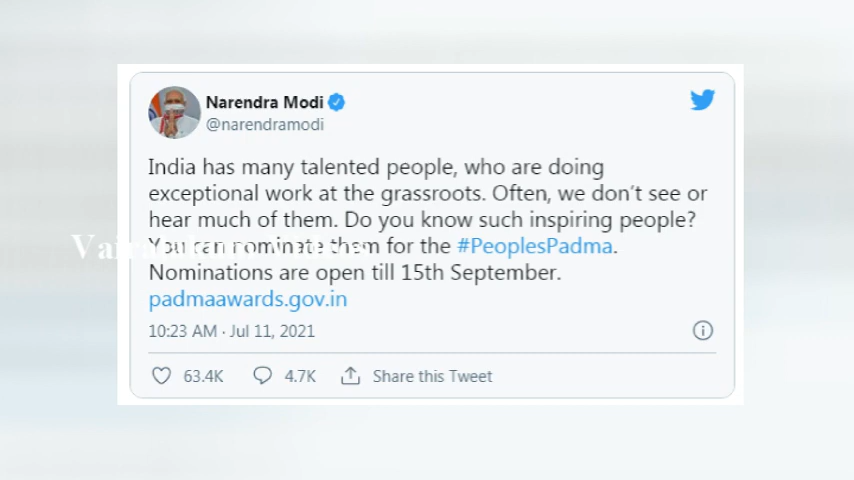 Narendra Modi
@narendramodi
India has many talented people, who are doing
exceptional work at the grassroots. Often, we don't see or
hear much of them. Do you know such inspiring people?
You can nominate them for the #PeoplesPadma.
Nominations are open till 15th September.
padmaawards.gov.in
10:23 AM · Jul 11, 2021
63.4K 4.7K Share this Tweet